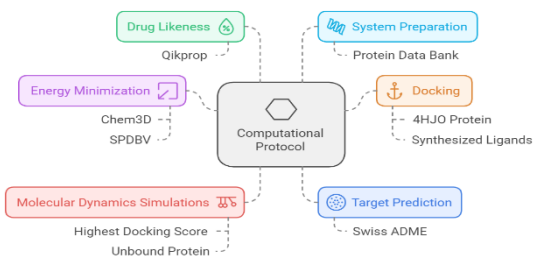 Drug Likeness
Qikprop
System Preparation
Protein Data Bank
Energy Minimization
Chem3D
SPDBV
Computational
Protocol
Docking
4HJO Protein
Synthesized Ligands
Molecular Dynamics Simulations
Highest Docking Score
Unbound Protein
Target Prediction
Swiss ADME